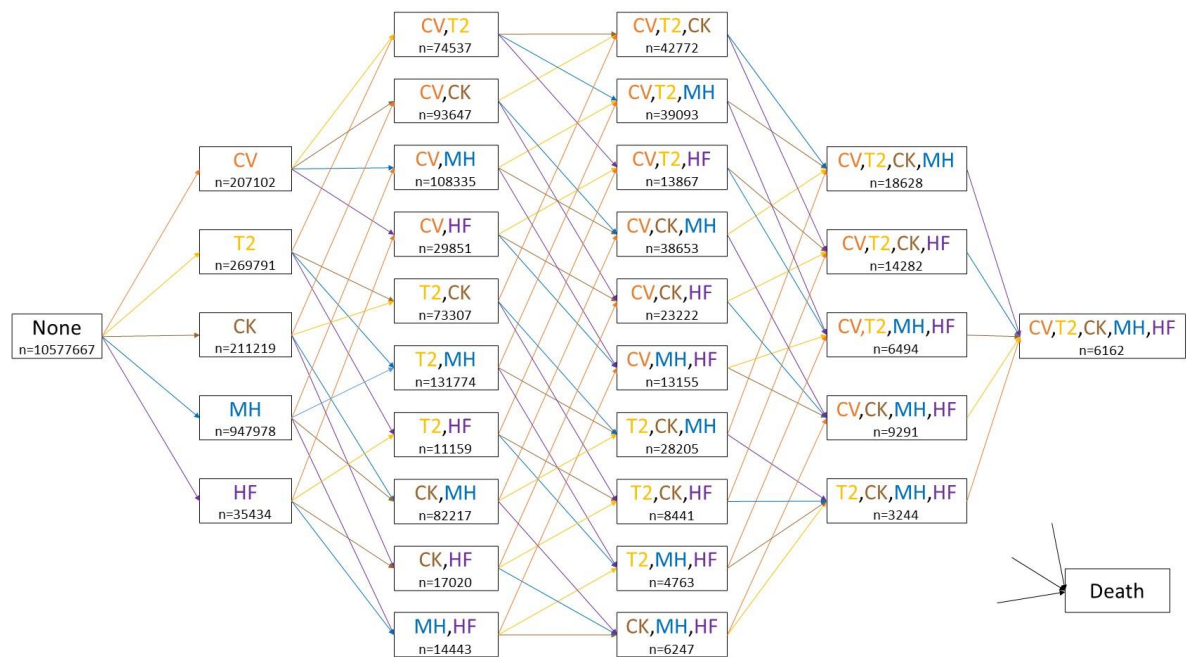 None
n=10577667
CV
n=207102
T2
n=269791
CK
n=211219
MH
n=947978
HF
n=35434
CV,T2
n=74537
CV,CK
n=93647
CV,MH
n=108335
CV,HF
n=29851
T2,CK
n=73307
T2,MH
n=131774
T2,HF
n=11159
CK,MH
n=82217
CK,HF
n=17020
MH,HF
n=14443
CV,T2,CK
n=42772
CV,T2,MH
n=39093
CV,T2,HF
n=13867
CV,CK,MH
n=38653
CV,CK,HF
n=23222
CV,MH,HF
n=13155
T2,CK,MH
n=28205
T2,CK,HF
n=8441
T2,MH,HF
n=4763
CK,MH,HF
n=6247
CV,T2,CK,MH
n=18628
CV,T2,CK,HF
n=14282
CV,T2,MH,HF
n=6494
CV,CK,MH,HF
n=9291
T2,CK,MH,HF
n=3244
CV,T2,CK,MH,HF
n=6162
Death